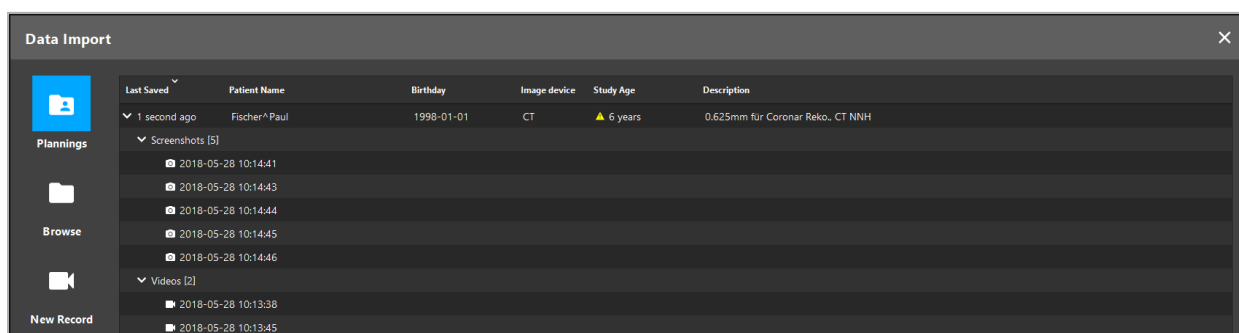 Data Import
Last Saved Patient Name Birthday Image device Study Age Description
1 second ago Fischer^Paul 1998-01-01 CT 6 years 0.625mm für Coronar Reko., CT NNH
Plannings
Screenshots [5]
2018-05-28 10:14:41
2018-05-28 10:14:43
2018-05-28 10:14:44
Browse
2018-05-28 10:14:45
2018-05-28 10:14:46
Videos [2]
2018-05-28 10:13:38
New Record
2018-05-28 10:13:45